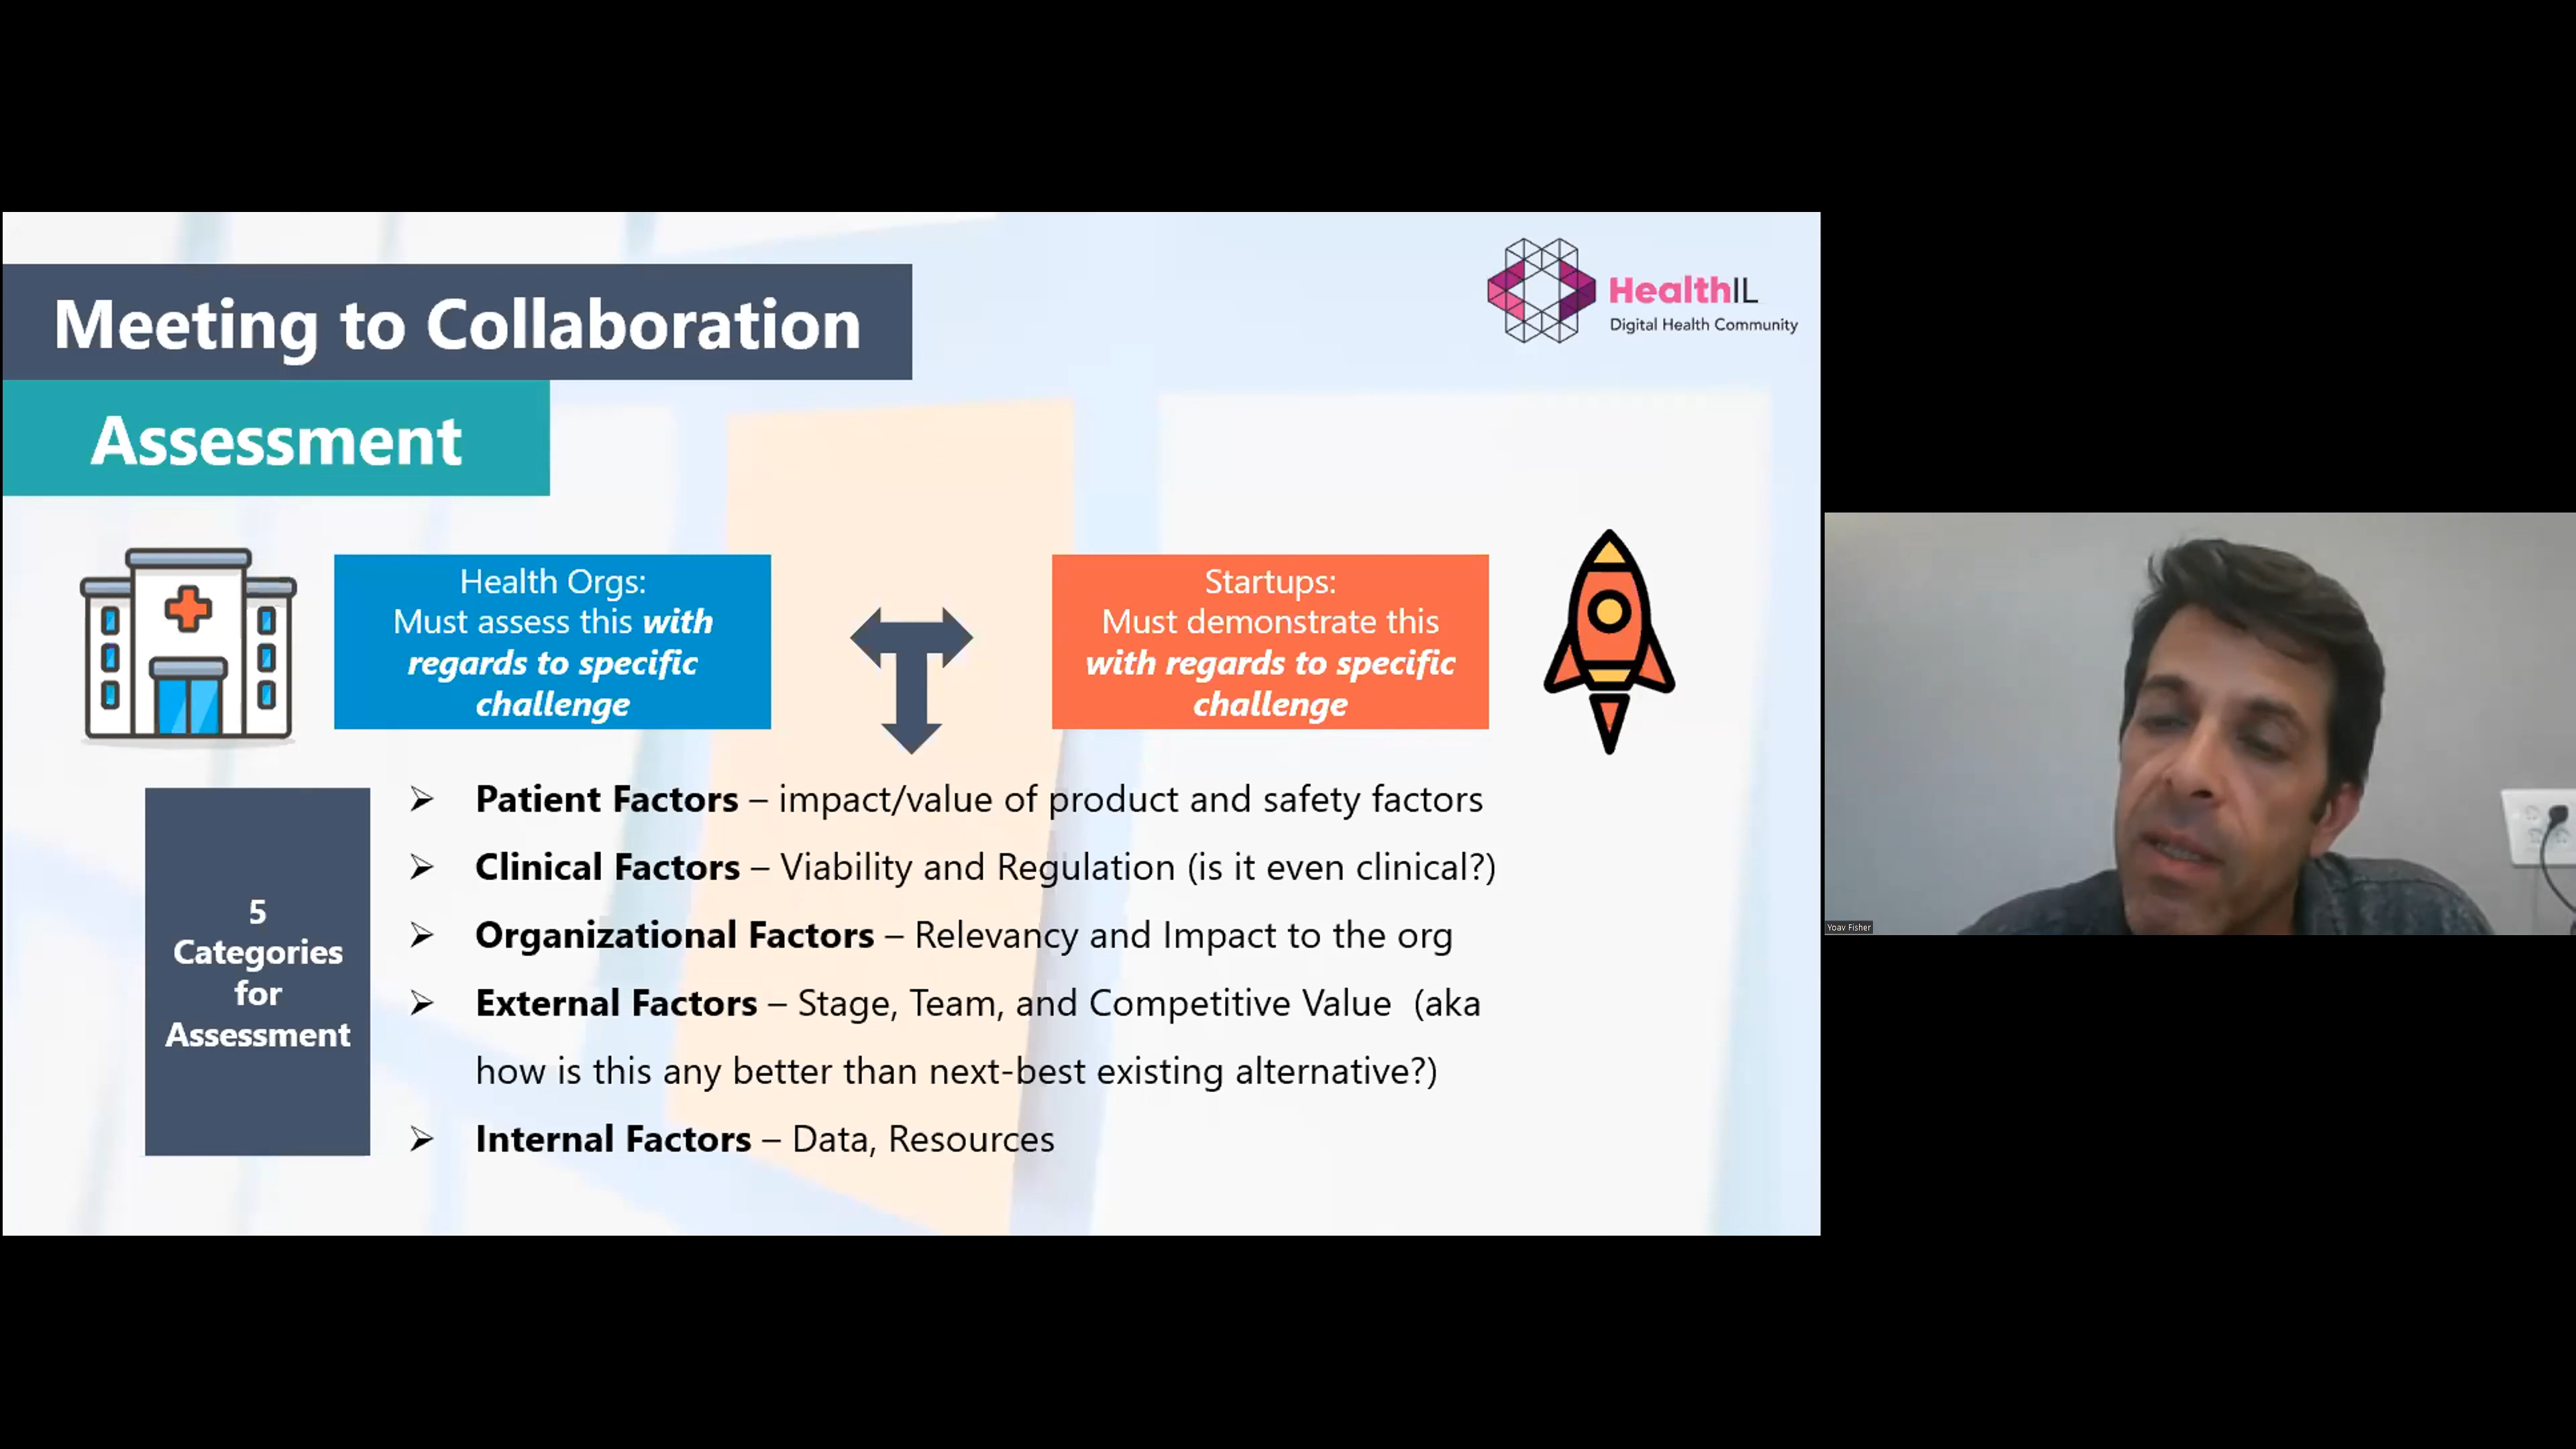 Meeting to Collaboration
HealthIL
Digital Health Community
Assessment
Health Orgs:
Must assess this with
regards to specific
challenge
Startups:
Must demonstrate this
with regards to specific
challenge
5
Categories
for
Assessment
➢ Patient Factors – impact/value of product and safety factors
➢ Clinical Factors – Viability and Regulation (is it even clinical?)
➢ Organizational Factors – Relevancy and Impact to the org
➢ External Factors – Stage, Team, and Competitive Value (aka
how is this any better than next-best existing alternative?)
➢ Internal Factors – Data, Resources
Yoav Fisher